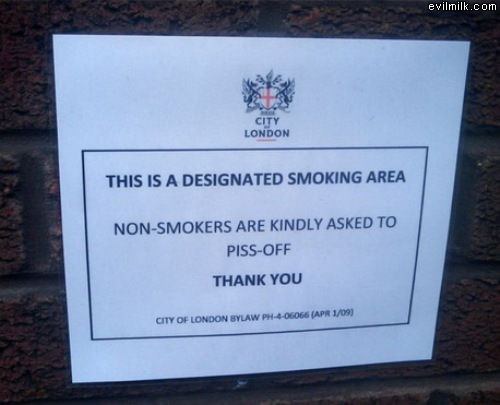 evilmilk.com
CITY
OF
LONDON
THIS IS A DESIGNATED SMOKING AREA
NON-SMOKERS ARE KINDLY ASKED TO
PISS-OFF
THANK YOU
CITY OF LONDON BYLAW PH-4-06066 (APR 1/09)